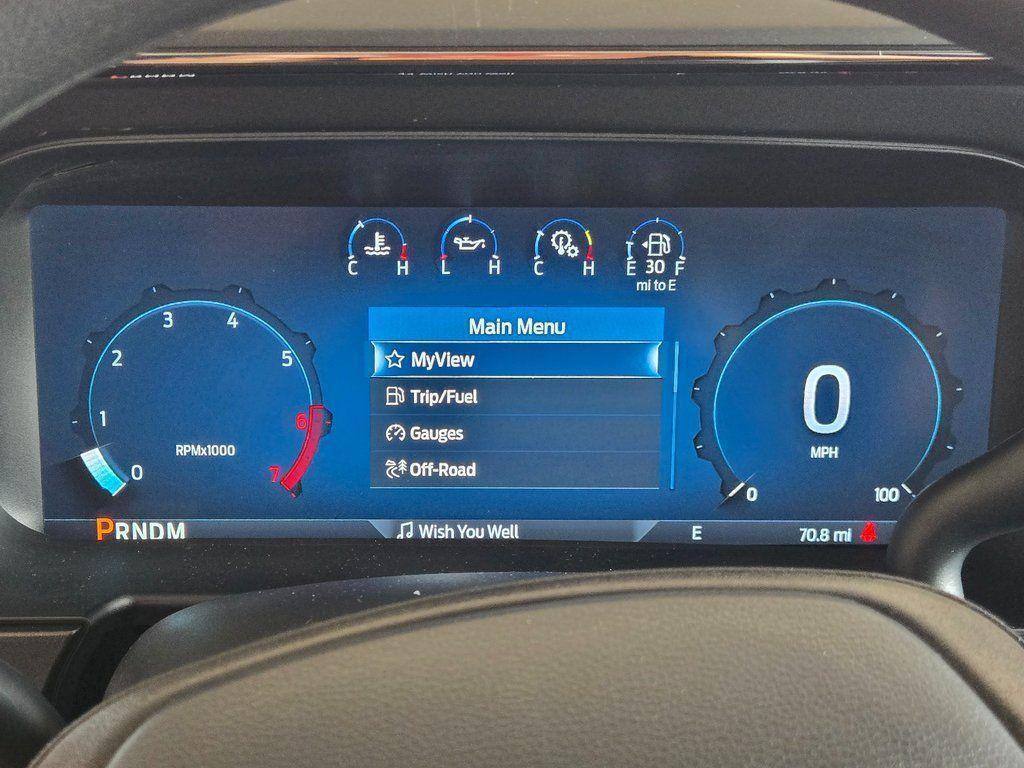 C H
L H
C H
E 30 F
mi to E
Main Menu
MyView
Trip/Fuel
Gauges
Off-Road
0 1 2 3 4 5 6 7
RPMx1000
0
MPH
0 100
PRNDM
Wish You Well
E
70.8 mi